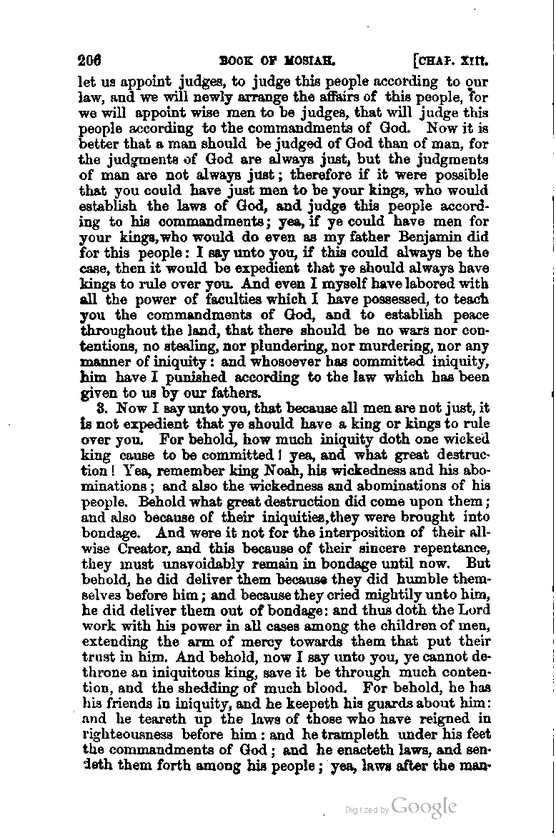 206 BOOK OF MOSIAH. [CHAP. XIII.
let us appoint judges, to judge this people according to our
law, and we will newly arrange the affairs of this people, for
we will appoint wise men to be judges, that will judge this
people according to the commandments of God. Now it is
better that a man should be judged of God than of man, for
the judgments of God are always just, but the judgments
of man are not always just; therefore if it were possible
that you could have just men to be your kings, who would
establish the laws of God, and judge this people accord-
ing to his commandments; yea, if ye could have men for
your kings, who would do even as my father Benjamin did
for this people: I say unto you, if this could always be the
case, then it would be expedient that ye should always have
kings to rule over you. And even I myself have labored with
all the power of faculties which I have possessed, to teach
you the commandments of God, and to establish peace
throughout the land, that there should be no wars nor con-
tentions, no stealing, nor plundering, nor murdering, nor any
manner of iniquity: and whosoever has committed iniquity,
him have I punished according to the law which has been
given to us by our fathers.
3. Now I say unto you, that because all men are not just, it
is not expedient that ye should have a king or kings to rule
over you. For behold, how much iniquity doth one wicked
king cause to be committed! yea, and what great destruc-
tion! Yea, remember king Noah, his wickedness and his abo-
minations; and also the wickedness and abominations of his
people. Behold what great destruction did come upon them;
and also because of their iniquities, they were brought into
bondage. And were it not for the interposition of their all-
wise Creator, and this because of their sincere repentance,
they must unavoidably remain in bondage until now. But
behold, he did deliver them because they did humble them-
selves before him; and because they cried mightily unto him,
he did deliver them out of bondage: and thus doth the Lord
work with his power in all cases among the children of men,
extending the arm of mercy towards them that put their
trust in him. And behold, now I say unto you, ye cannot de-
throne an iniquitous king, save it be through much conten-
tion, and the shedding of much blood. For behold, he has
his friends in iniquity, and he keepeth his guards about him:
and he teareth up the laws of those who have reigned in
righteousness before him: and he trampleth under his feet
the commandments of God; and he enacteth laws, and sen-
deth them forth among his people; yea, laws after the man-
Digitized by Google